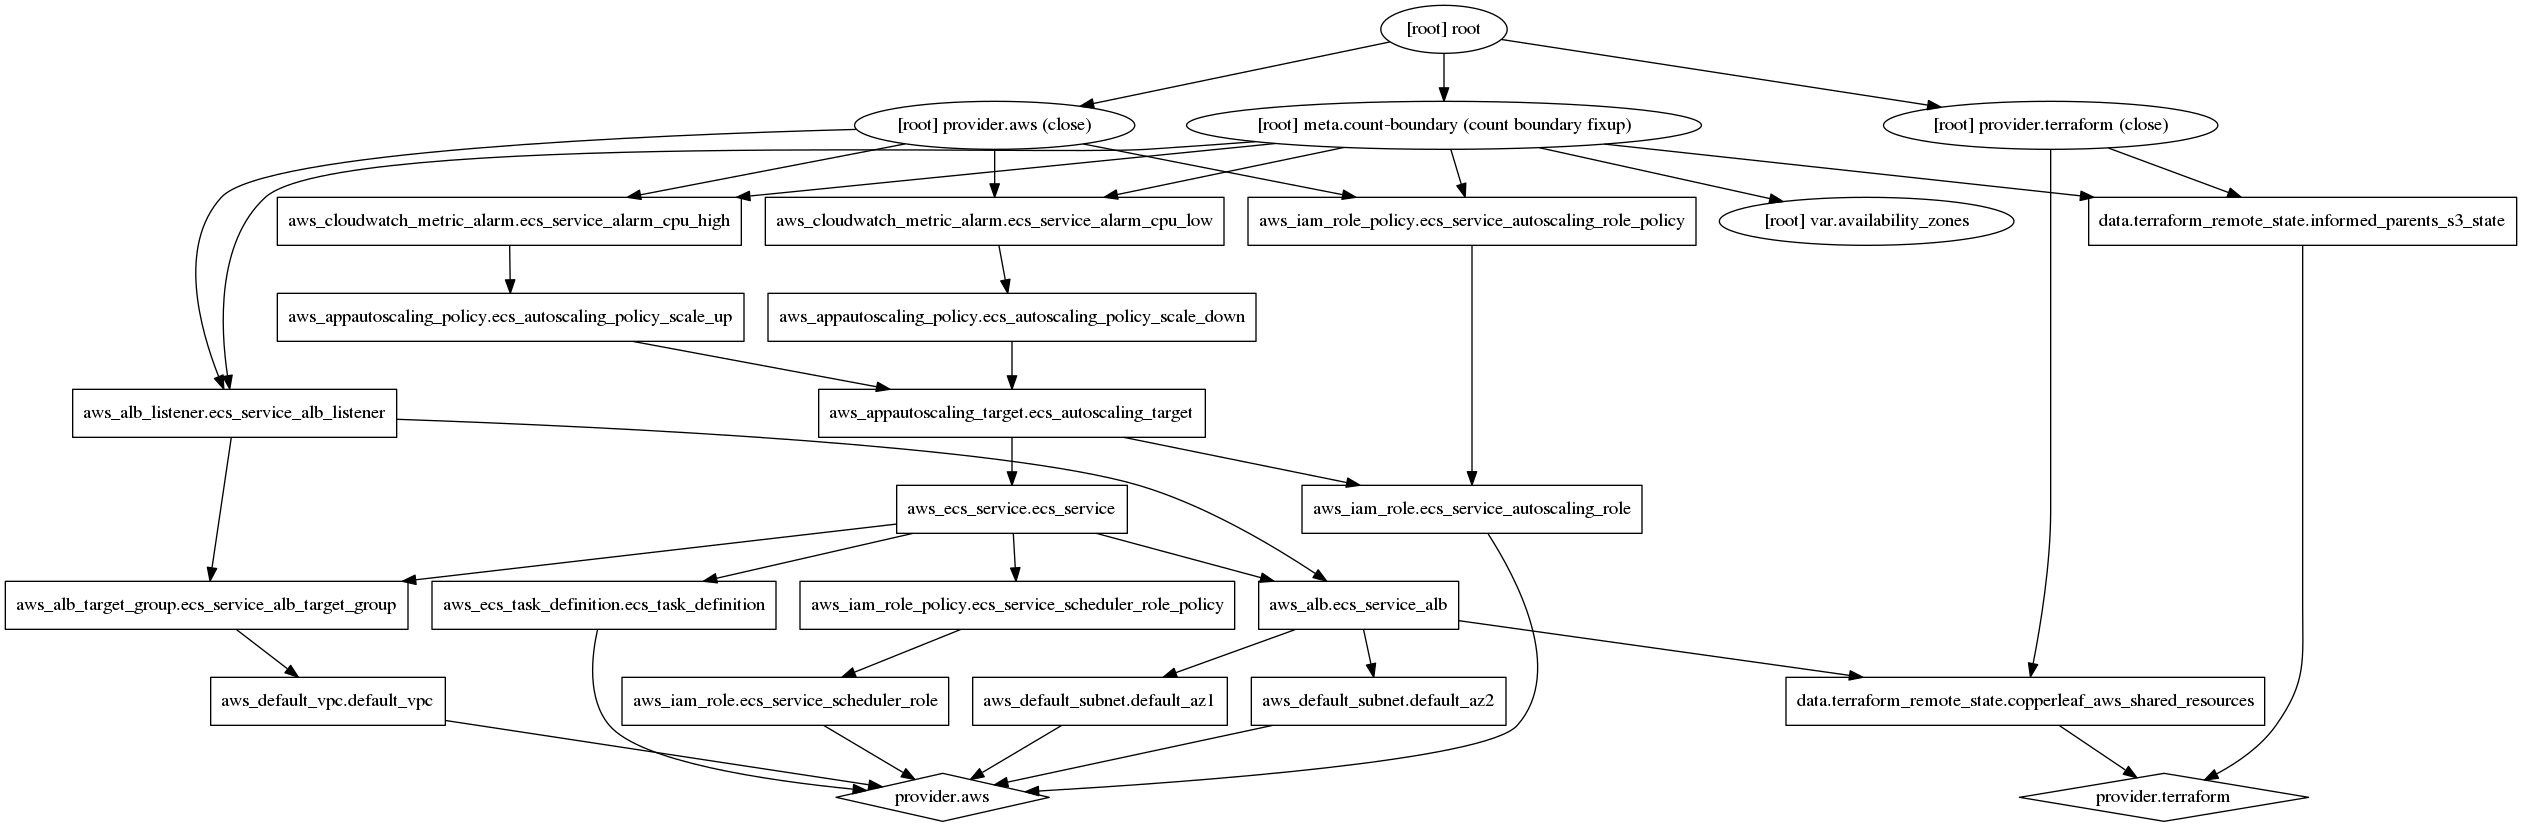 [root] root
[root] provider.aws (close)
[root] meta.count-boundary (count boundary fixup)
[root] provider.terraform (close)
aws_cloudwatch_metric_alarm.ecs_service_alarm_cpu_high
aws_cloudwatch_metric_alarm.ecs_service_alarm_cpu_low
aws_iam_role_policy.ecs_service_autoscaling_role_policy
[root] var.availability_zones
data.terraform_remote_state.informed_parents_s3_state
aws_appautoscaling_policy.ecs_autoscaling_policy_scale_up
aws_appautoscaling_policy.ecs_autoscaling_policy_scale_down
aws_alb_listener.ecs_service_alb_listener
aws_appautoscaling_target.ecs_autoscaling_target
aws_ecs_service.ecs_service
aws_iam_role.ecs_service_autoscaling_role
aws_alb_target_group.ecs_service_alb_target_group
aws_ecs_task_definition.ecs_task_definition
aws_iam_role_policy.ecs_service_scheduler_role_policy
aws_alb.ecs_service_alb
aws_default_vpc.default_vpc
aws_iam_role.ecs_service_scheduler_role
aws_default_subnet.default_az1
aws_default_subnet.default_az2
data.terraform_remote_state.copperleaf_aws_shared_resources
provider.aws
provider.terraform